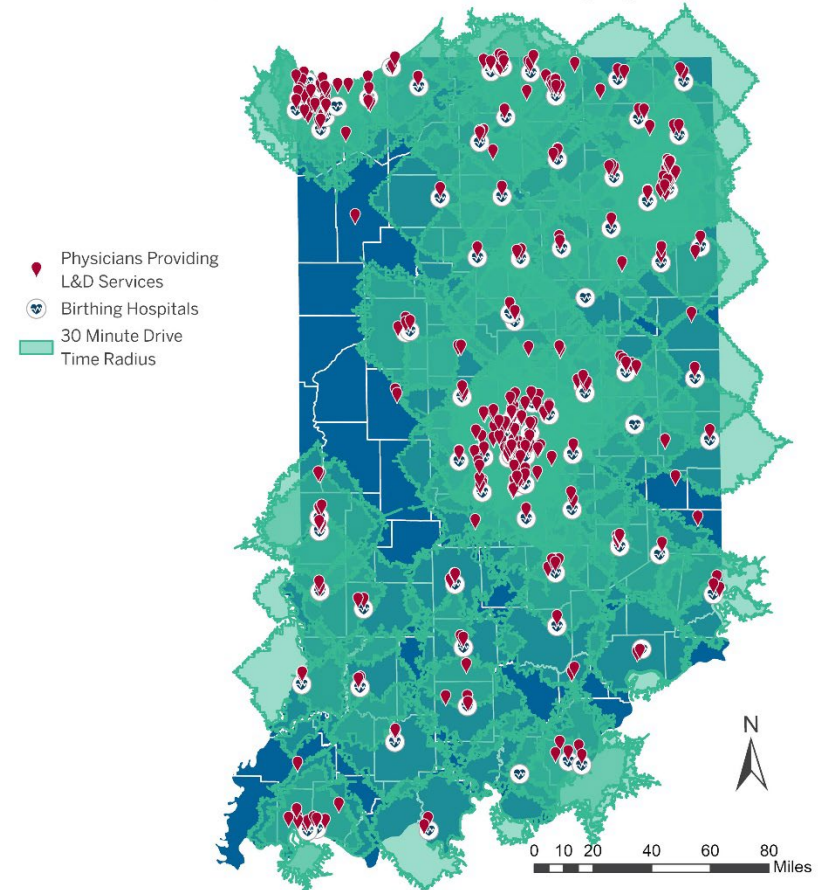 Physicians Providing
L&D Services
Birthing Hospitals
30 Minute Drive
Time Radius
N
0 10 20 40 60 80
Miles